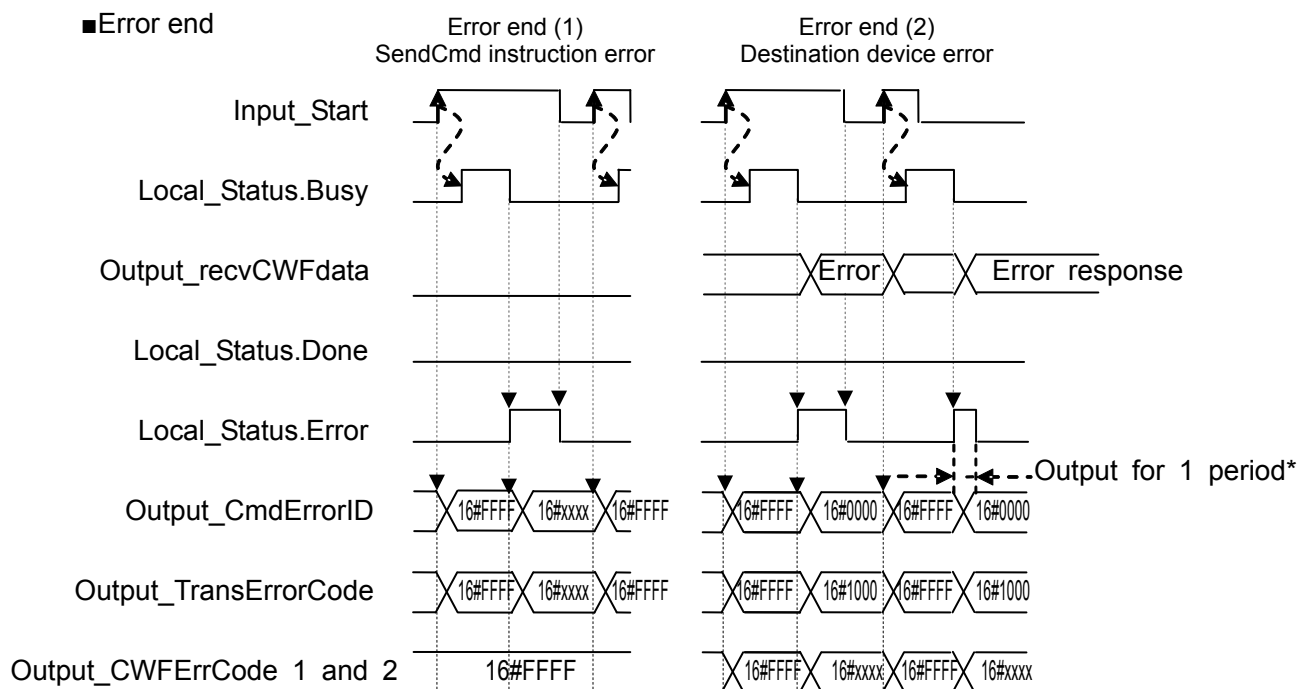 ■Error end
Error end (1)
SendCmd instruction error
Error end (2)
Destination device error
Input_Start
Local_Status.Busy
Output_recvCWFdata
Error
Error response
Local_Status.Done
Local_Status.Error
Output for 1 period*
Output_CmdErrorID
16#FFFF 16#xxxx 16#FFFF
16#FFFF 16#0000 16#FFFF 16#0000
Output_TransErrorCode
16#FFFF 16#xxxx 16#FFFF
16#FFFF 16#1000 16#FFFF 16#1000
Output_CWFErrCode 1 and 2
16#FFFF
16#FFFF 16#xxxx 16#FFFF 16#xxxx